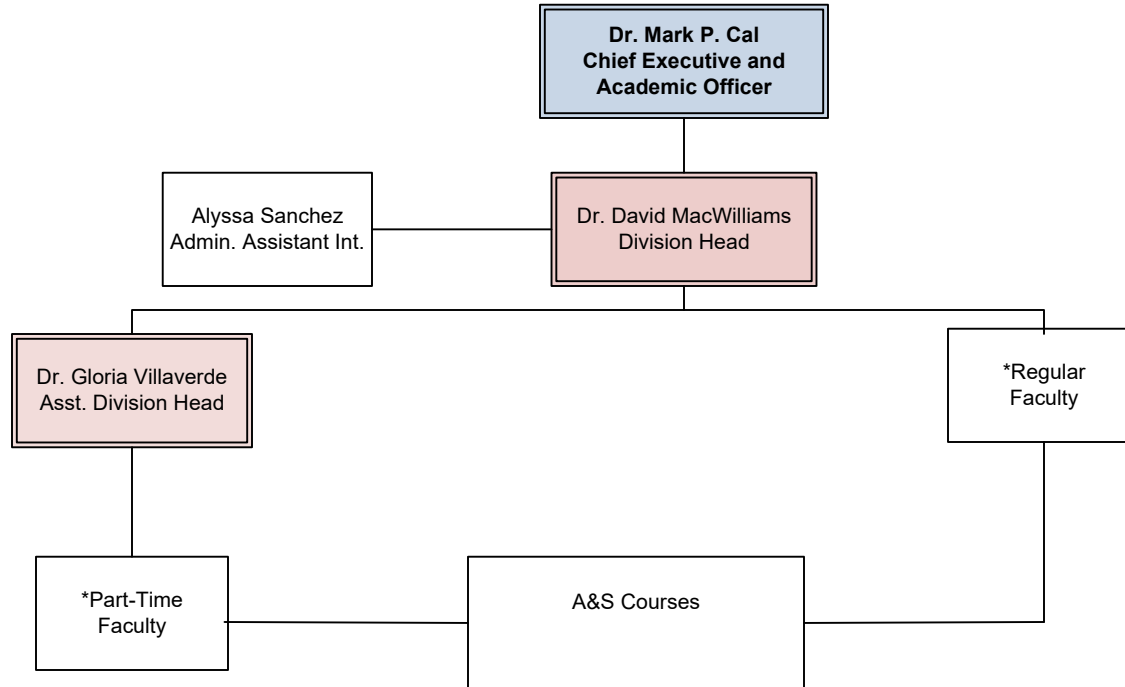 Dr. Mark P. Cal
Chief Executive and
Academic Officer
Alyssa Sanchez
Admin. Assistant Int.
Dr. David MacWilliams
Division Head
Dr. Gloria Villaverde
Asst. Division Head
*Regular
Faculty
*Part-Time
Faculty
A&S Courses